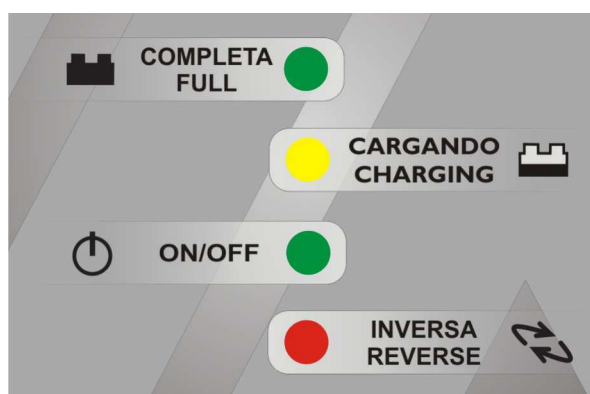 COMPLETA
FULL
CARGANDO
CHARGING
ON/OFF
INVERSA
REVERSE